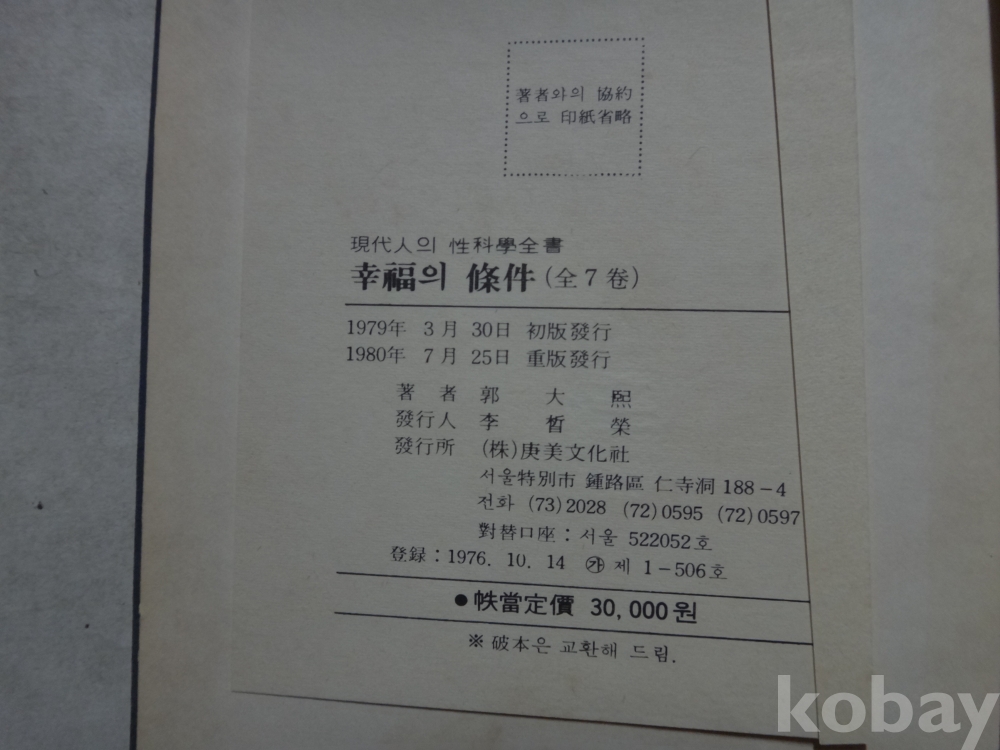 著者와의 協約
으로 印紙省略
現代人의 性科學全書
幸福의 條件 (全 7 卷)
1979年 3月 30日 初版發行
1980年 7月 25日 重版發行
著者 郭大熙
發行人 李晳榮
發行所 (株)庚美文化社
서울特別市 鍾路區 仁寺洞 188-4
전화 (73)2028 (72)0595 (72)0597
對替口座 : 서울 522052호
登録 : 1976. 10. 14 ㉮ 제 1-506호
● 帙當定價 30,000원
※ 破本은 교환해 드림.
kobay